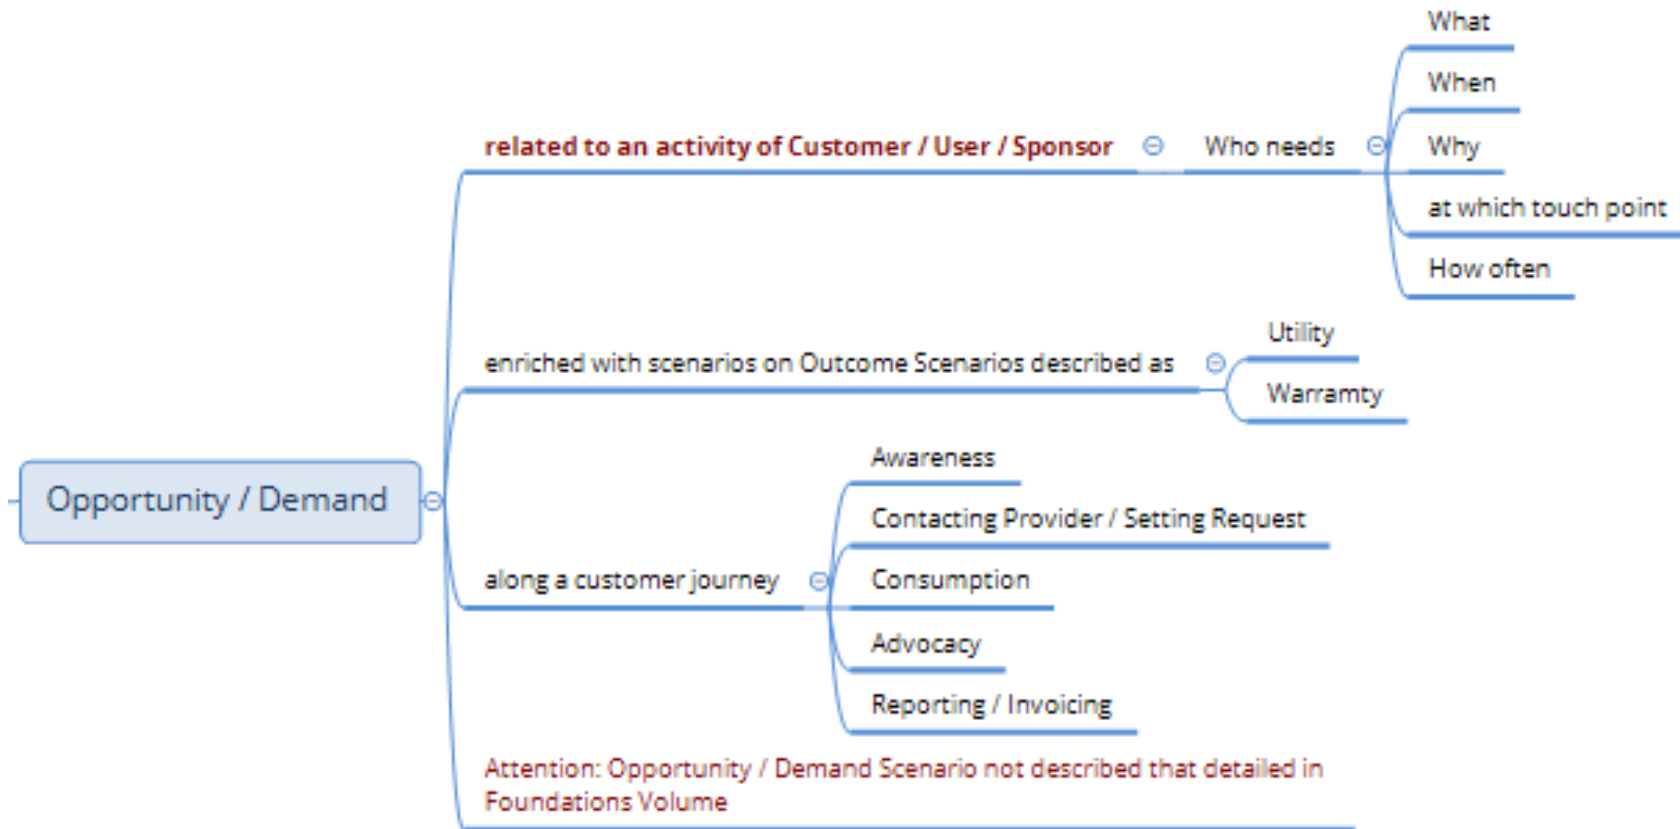 Opportunity / Demand
related to an activity of Customer / User / Sponsor
Who needs
What
When
Why
at which touch point
How often
enriched with scenarios on Outcome Scenarios described as
Utility
Warramty
along a customer journey
Awareness
Contacting Provider / Setting Request
Consumption
Advocacy
Reporting / Invoicing
Attention: Opportunity / Demand Scenario not described that detailed in
Foundations Volume